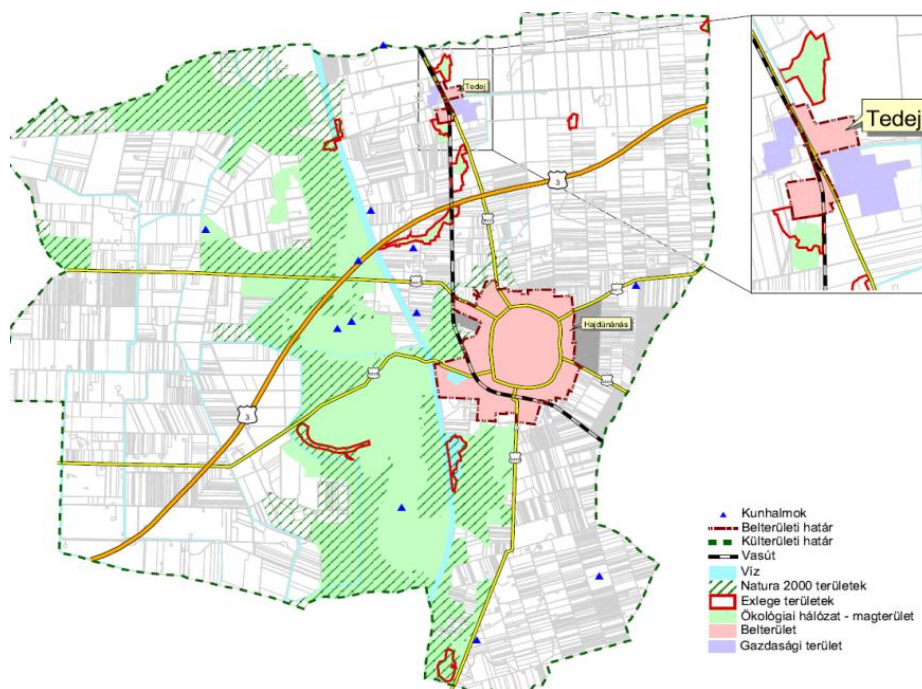 Tedej
Tedej
3
Hajdúnánás
3
Kunhalmok
Belterületi határ
Külterületi határ
Vasút
Víz
Natura 2000 területek
Exlege területek
Ökológiai hálózat - magterület
Belterület
Gazdasági terület